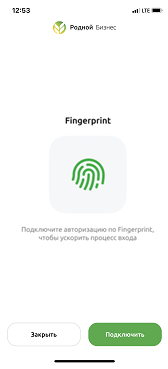 12:53
LTE
Родной Бизнес
Fingerprint
Подключите авторизацию по Fingerprint,
чтобы ускорить процесс входа
Закрыть
Подключить